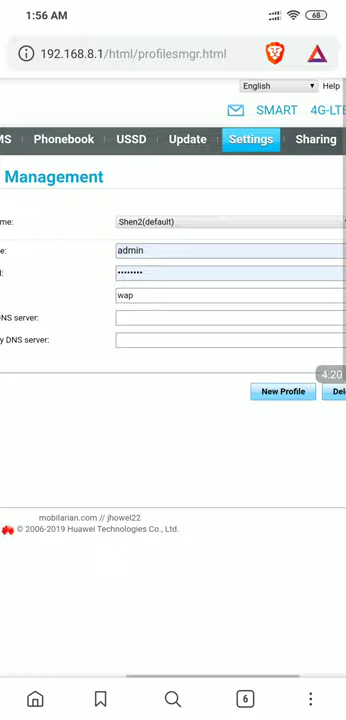 1:56 AM
68
192.168.8.1/html/profilesmgr.html
English Help
SMART 4G-LTE
MS Phonebook USSD Update Settings Sharing
Management
me: Shen2(default)
e: admin
d: ••••••••
wap
DNS server:
y DNS server:
4:20
New Profile Del
mobilarian.com // jhowel22
© 2006-2019 Huawei Technologies Co., Ltd.
6